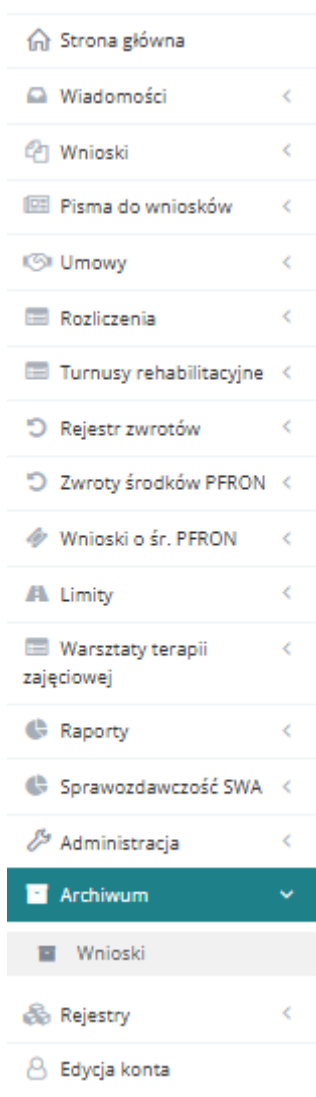 Strona główna
Wiadomości
Wnioski
Pisma do wniosków
Umowy
Rozliczenia
Turnusy rehabilitacyjne
Rejestr zwrotów
Zwroty środków PFRON
Wnioski o śr. PFRON
Limity
Warsztaty terapii
zajęciowej
Raporty
Sprawozdawczość SWA
Administracja
Archiwum
Wnioski
Rejestry
Edycja konta